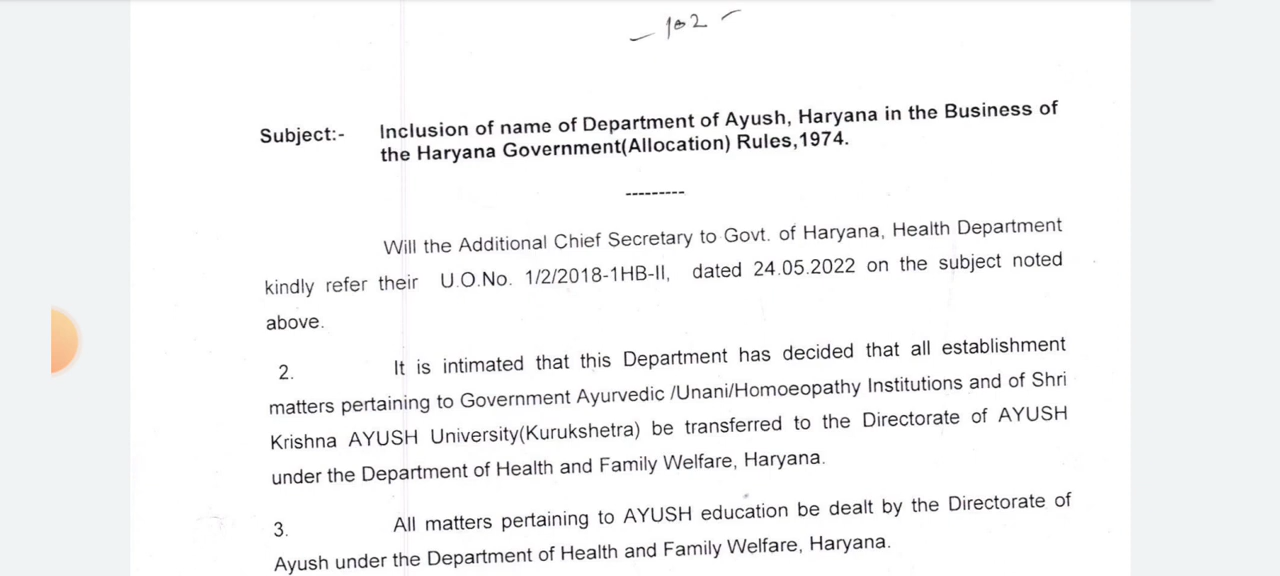 – 102 –
Subject:- Inclusion of name of Department of Ayush, Haryana in the Business of
the Haryana Government(Allocation) Rules,1974.
---------
Will the Additional Chief Secretary to Govt. of Haryana, Health Department
kindly refer their U.O.No. 1/2/2018-1HB-II, dated 24.05.2022 on the subject noted
above.
2. It is intimated that this Department has decided that all establishment
matters pertaining to Government Ayurvedic /Unani/Homoeopathy Institutions and of Shri
Krishna AYUSH University(Kurukshetra) be transferred to the Directorate of AYUSH
under the Department of Health and Family Welfare, Haryana.
3. All matters pertaining to AYUSH education be dealt by the Directorate of
Ayush under the Department of Health and Family Welfare, Haryana.